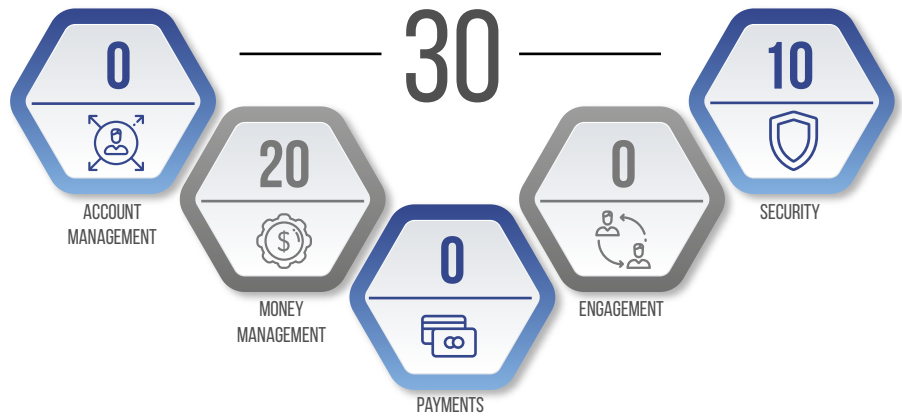 30
0
ACCOUNT
MANAGEMENT
20
$
MONEY
MANAGEMENT
0
PAYMENTS
0
ENGAGEMENT
10
SECURITY